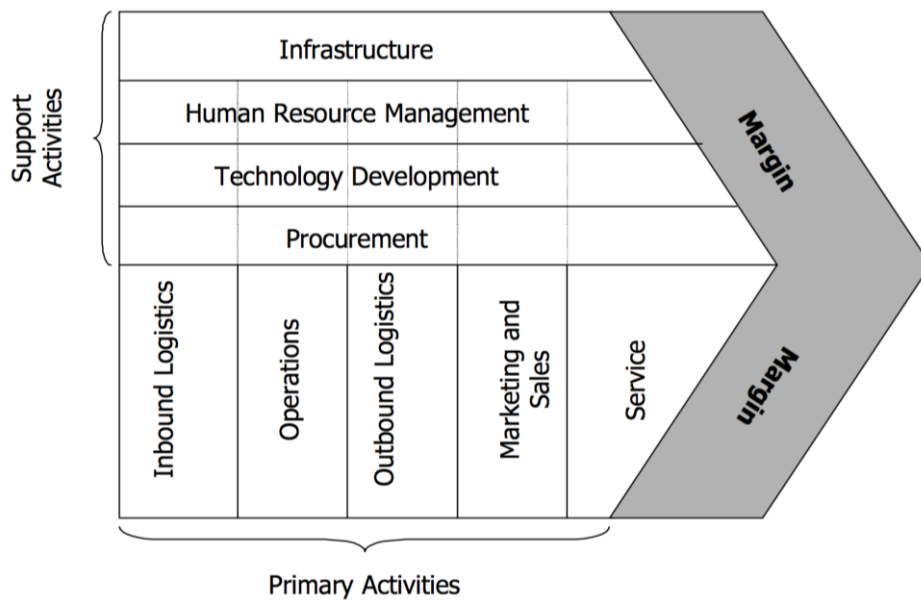 Support
Activities
Infrastructure
Human Resource Management
Technology Development
Procurement
Margin
Inbound Logistics
Operations
Outbound Logistics
Marketing and
Sales
Service
Margin
Primary Activities